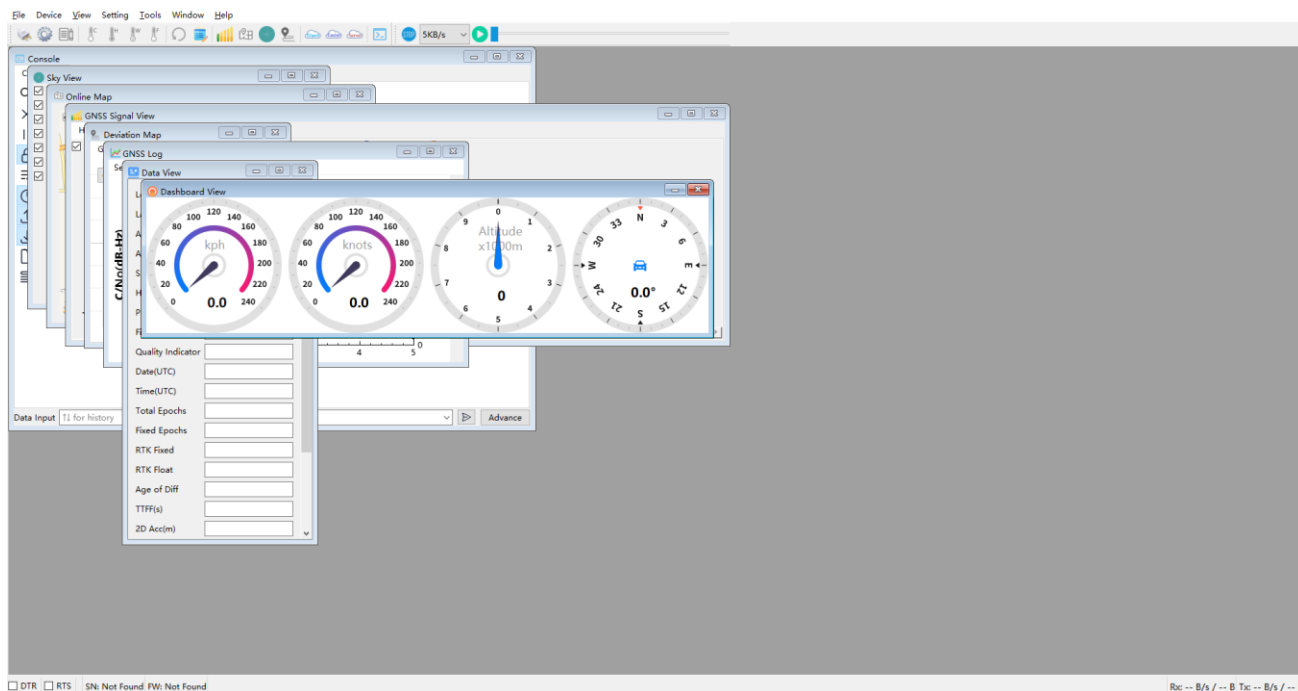 File Device View Setting Tools Window Help
STOP 5KB/s
Console
Sky View
Online Map
GNSS Signal View
H
Deviation Map
G
GNSS Log
Se
Data View
Dashboard View
C/No(dB-Hz)
0 20 40 60 80 100 120 140 160 180 200 220 240
kph
0.0
0 20 40 60 80 100 120 140 160 180 200 220 240
knots
0.0
0 1 2 3 4 5 6 7 8 9
Altitude
x1000m
0
N 3 6 E 12 15 S 21 24 W 30 33
0.0°
4 5 0
Quality Indicator
Date(UTC)
Time(UTC)
Total Epochs
Fixed Epochs
RTK Fixed
RTK Float
Age of Diff
TTFF(s)
2D Acc(m)
Data Input ↑↓ for history Advance
DTR RTS SN: Not Found FW: Not Found
Rx: -- B/s / -- B Tx: -- B/s / --